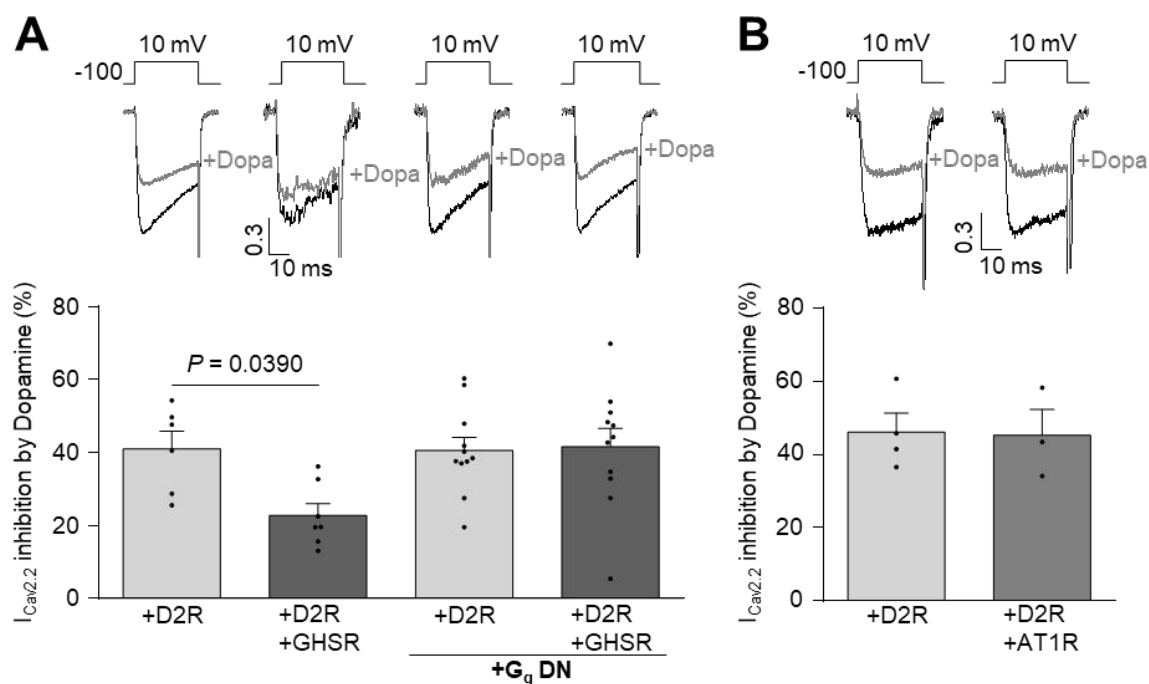 A
10 mV 10 mV 10 mV 10 mV
-100
+Dopa +Dopa +Dopa +Dopa
0.3
10 ms
I_Cav2.2 inhibition by Dopamine (%)
80
60
40
20
0
P = 0.0390
+D2R +D2R +D2R +D2R
+GHSR +GHSR
+Gq DN
B
10 mV 10 mV
-100
+Dopa +Dopa
0.3
10 ms
I_Cav2.2 inhibition by Dopamine (%)
80
60
40
20
0
+D2R +D2R
+AT1R